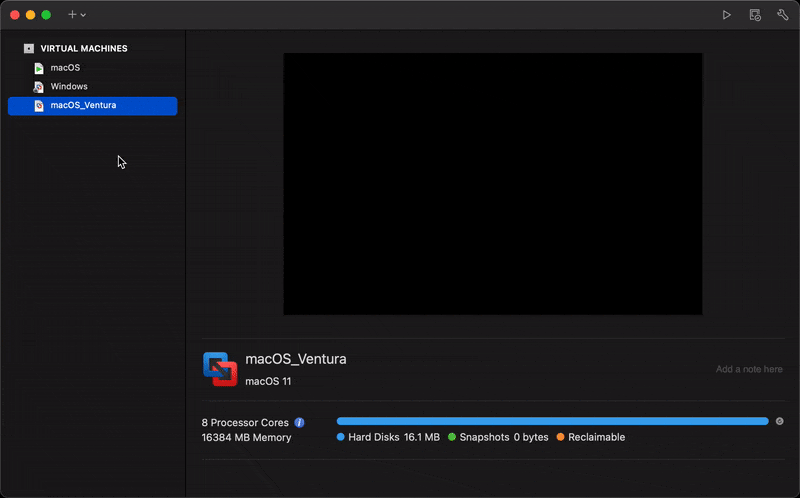 VIRTUAL MACHINES
macOS
Windows
macOS_Ventura
macOS_Ventura
macOS 11
Add a note here
8 Processor Cores
16384 MB Memory
Hard Disks 16.1 MB Snapshots 0 bytes Reclaimable